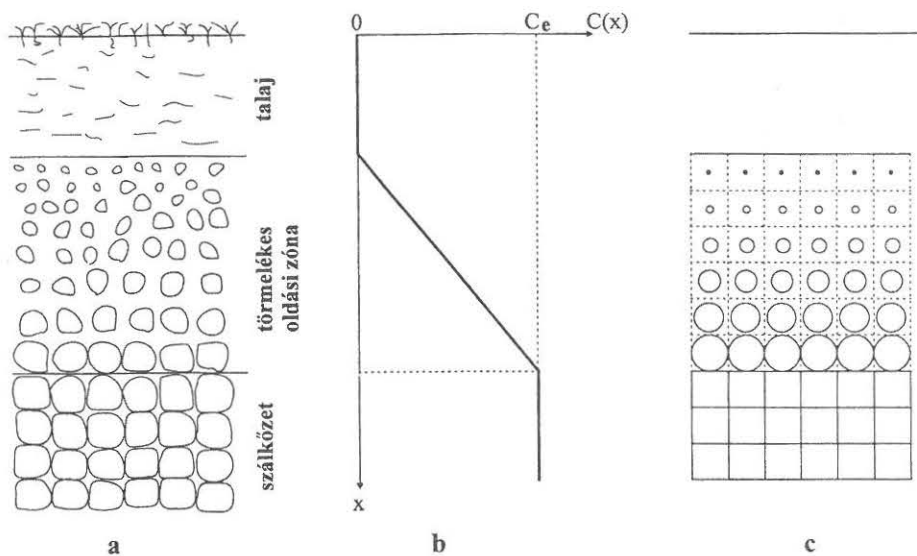 talaj
törmelékes
oldási zóna
szálkőzet
a
0
Cₑ
C(x)
x
b
c